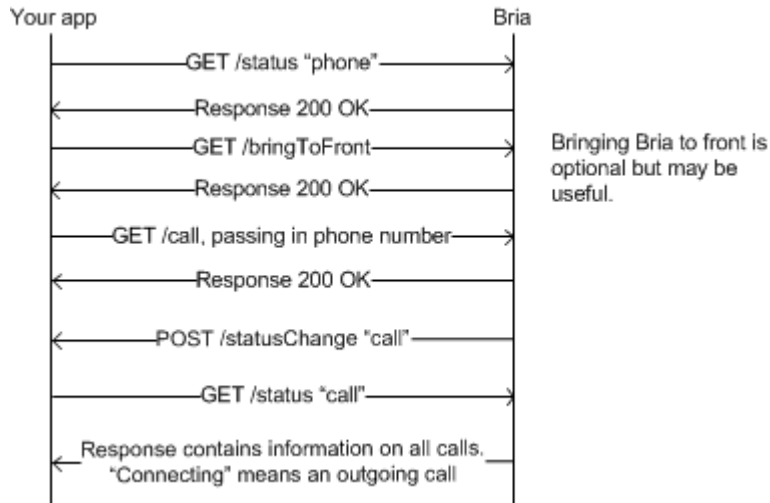 Your app
Bria
GET /status “phone”
Response 200 OK
GET /bringToFront
Bringing Bria to front is
optional but may be
useful.
Response 200 OK
GET /call, passing in phone number
Response 200 OK
POST /statusChange “call”
GET /status “call”
Response contains information on all calls.
“Connecting” means an outgoing call